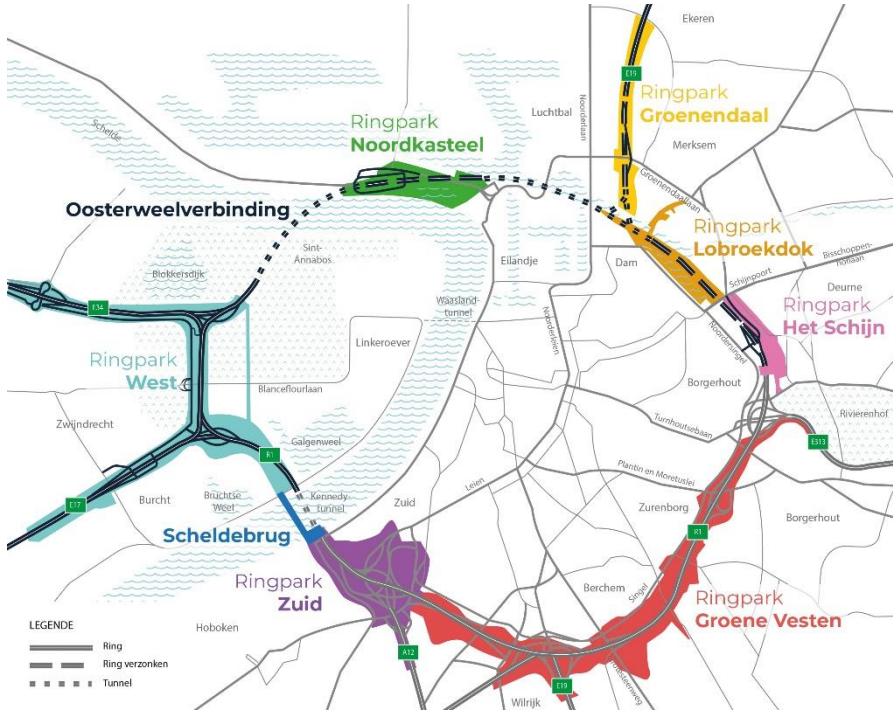 Ekeren
E19
Ringpark
Groenendaal
Luchtbal
Noorderlaan
Schelde
Ringpark
Noordkasteel
Merksem
Groenendaallaan
Oosterweelverbinding
Ringpark
Lobroekdok
Sint-
Annabos
Eilandje
Dam
Bisschoppen-
hoflaan
Schijnpoort
Deurne
Blokkersdijk
E34
Waasland-
tunnel
Ringpark
Het Schijn
Noorderleien
Noordersingel
Linkeroever
Ringpark
West
Blancefloerlaan
Borgerhout
Rivierenhof
Turnhoutsebaan
Zwijndrecht
Galgenweel
E313
R1
Leien
Plantin en Moretuslei
Burcht
E17
Bruchtse
Weel
Kennedy-
tunnel
Zuid
Zurenborg
Borgerhout
Scheldebrug
R1
Ringpark
Zuid
Berchem
Singel
Ringpark
Groene Vesten
Hoboken
A12
E19
Wilrijk
LEGENDE
Ring
Ring verzonken
Tunnel